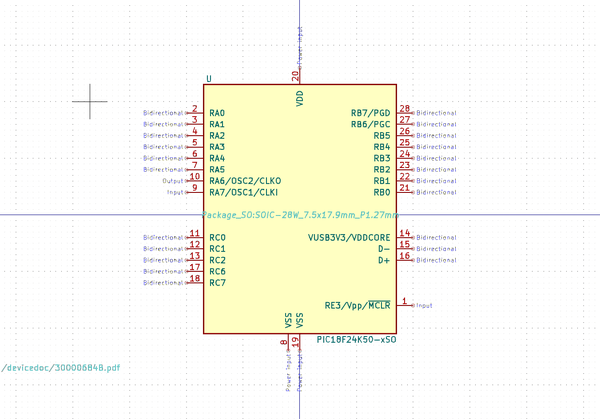 Power input
20
VDD
U
Bidirectional 2 RA0
Bidirectional 3 RA1
Bidirectional 4 RA2
Bidirectional 5 RA3
Bidirectional 6 RA4
Bidirectional 7 RA5
Output 10 RA6/OSC2/CLKO
Input 9 RA7/OSC1/CLKI
RB7/PGD 28 Bidirectional
RB6/PGC 27 Bidirectional
RB5 26 Bidirectional
RB4 25 Bidirectional
RB3 24 Bidirectional
RB2 23 Bidirectional
RB1 22 Bidirectional
RB0 21 Bidirectional
Package_SO:SOIC-28W_7.5x17.9mm_P1.27mm
Bidirectional 11 RC0
Bidirectional 12 RC1
Bidirectional 13 RC2
Bidirectional 17 RC6
Bidirectional 18 RC7
VUSB3V3/VDDCORE 14 Bidirectional
D- 15 Bidirectional
D+ 16 Bidirectional
RE3/Vpp/MCLR 1 Input
VSS VSS
8 19
Power input Power input
PIC18F24K50-xSO
/devicedoc/30000684B.pdf